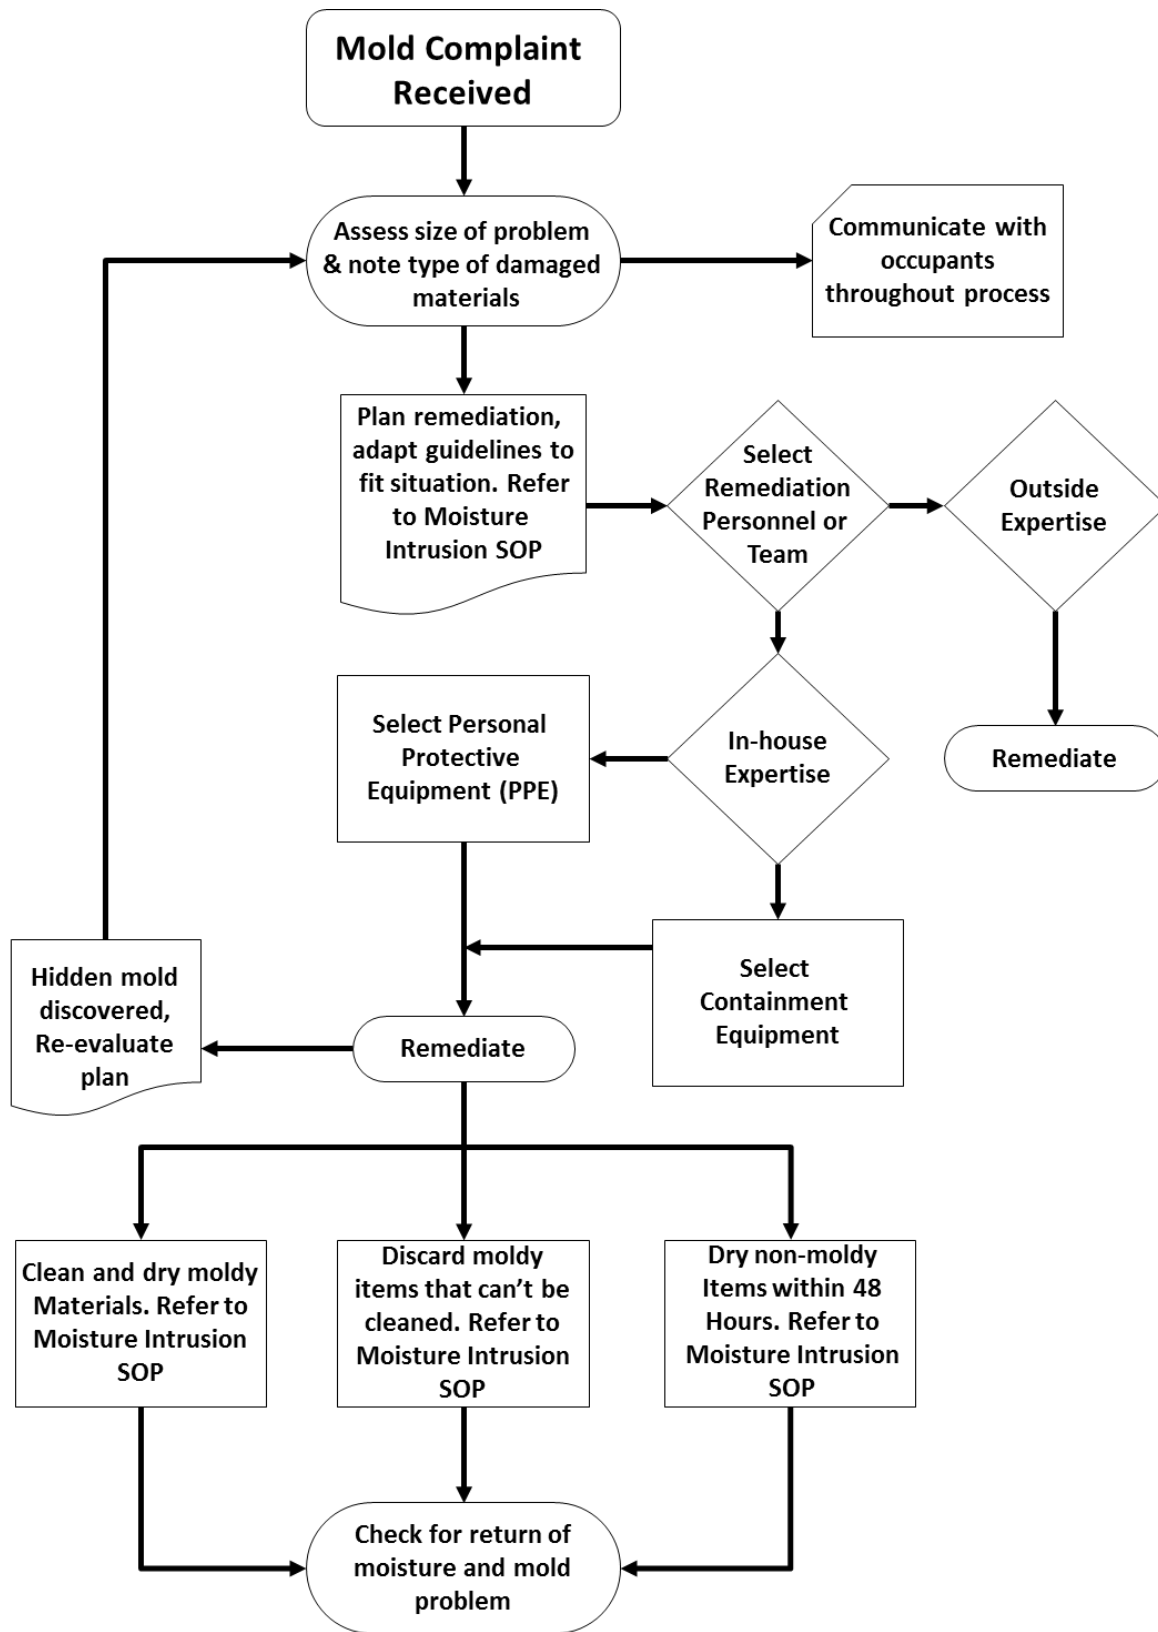 Mold Complaint
Received
Assess size of problem
& note type of damaged
materials
Communicate with
occupants
throughout process
Plan remediation,
adapt guidelines to
fit situation. Refer
to Moisture
Intrusion SOP
Select
Remediation
Personnel or
Team
Outside
Expertise
Select Personal
Protective
Equipment (PPE)
In-house
Expertise
Remediate
Hidden mold
discovered,
Re-evaluate
plan
Remediate
Select
Containment
Equipment
Clean and dry moldy
Materials. Refer to
Moisture Intrusion
SOP
Discard moldy
items that can’t be
cleaned. Refer to
Moisture Intrusion
SOP
Dry non-moldy
Items within 48
Hours. Refer to
Moisture Intrusion
SOP
Check for return of
moisture and mold
problem